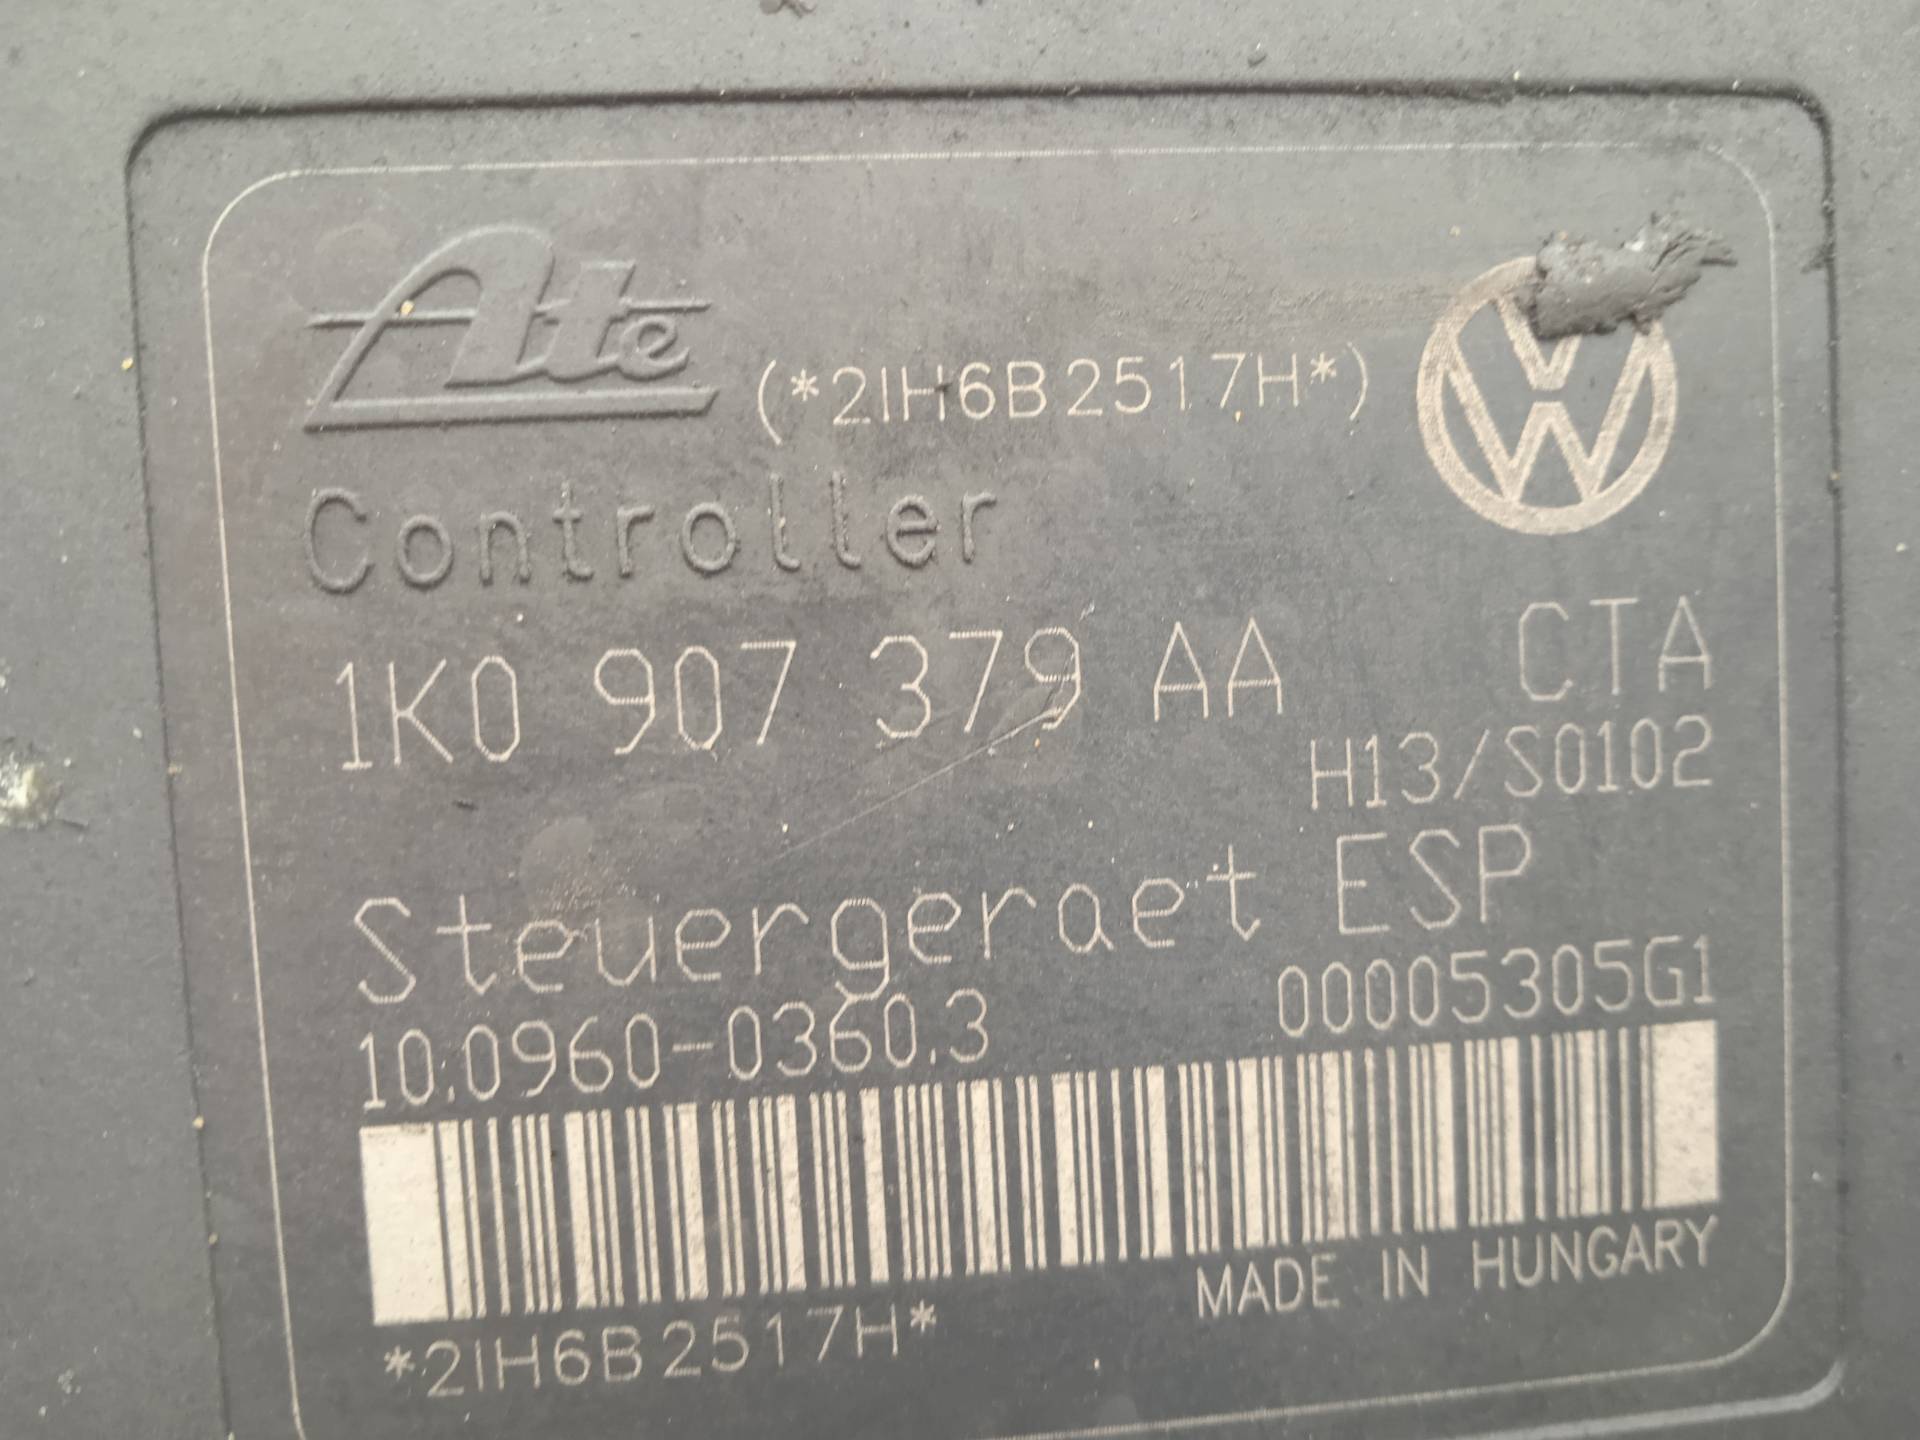 Ate (*2IH6B2517H*)
Controller
1K0 907 379 AA CTA
H13/S0102
Steuergeraet ESP
10.0960-0360.3 00005305G1
MADE IN HUNGARY
*2IH6B2517H*